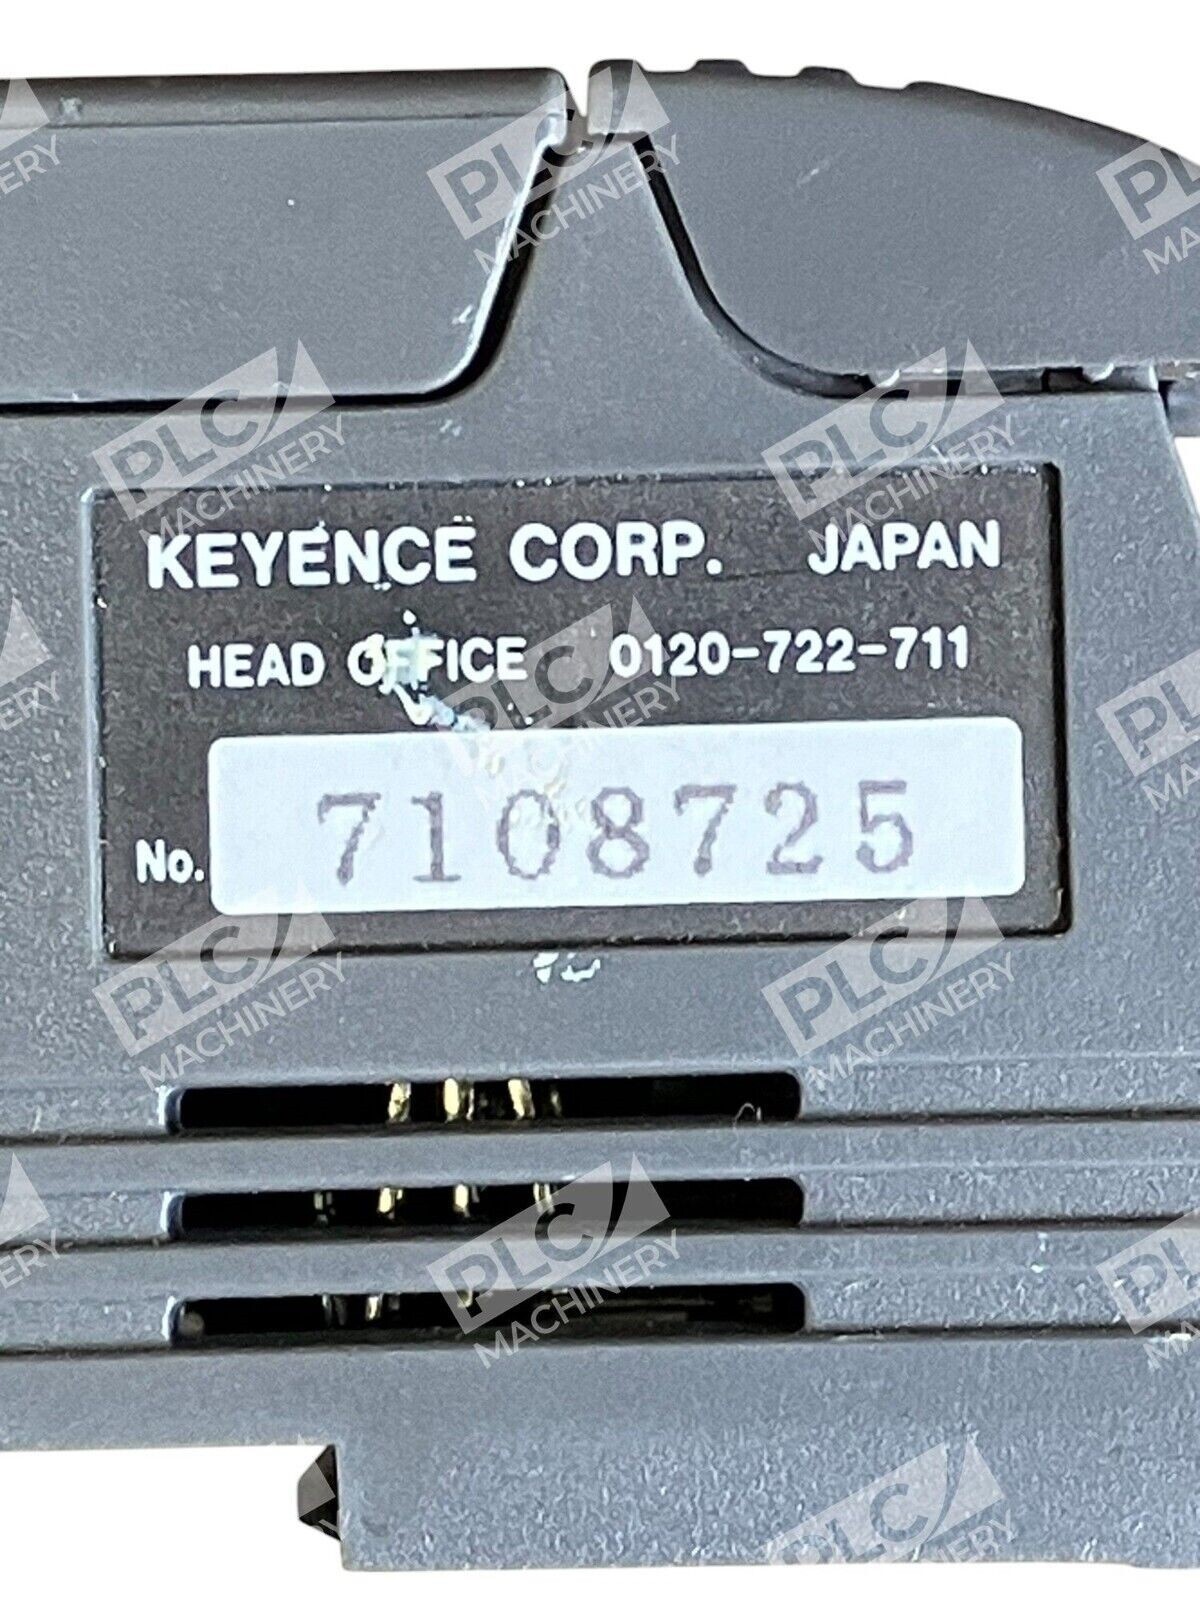 KEYENCE CORP. JAPAN
HEAD OFFICE 0120-722-711
No. 7108725
PLC
MACHINERY